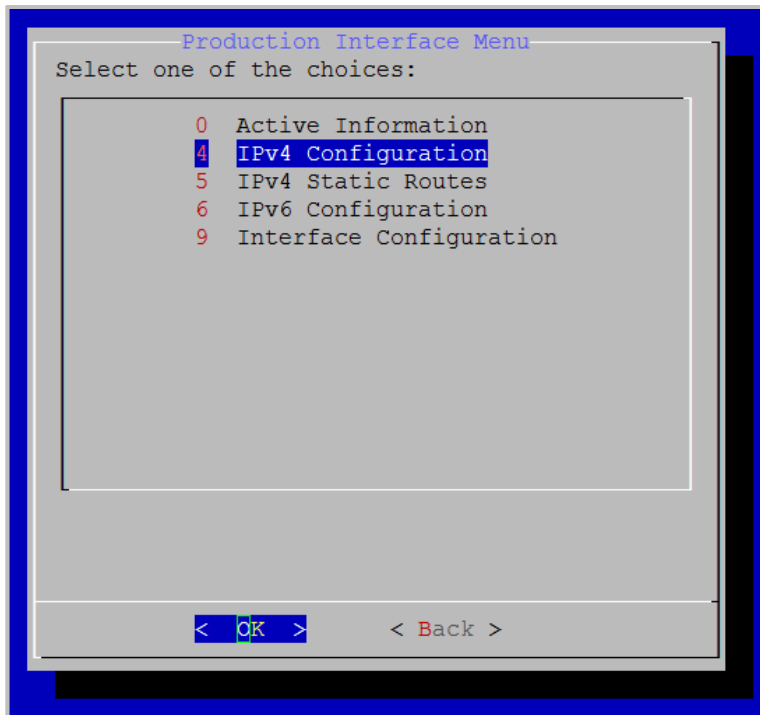 Production Interface Menu
Select one of the choices:
0 Active Information
4 IPv4 Configuration
5 IPv4 Static Routes
6 IPv6 Configuration
9 Interface Configuration
< OK > < Back >